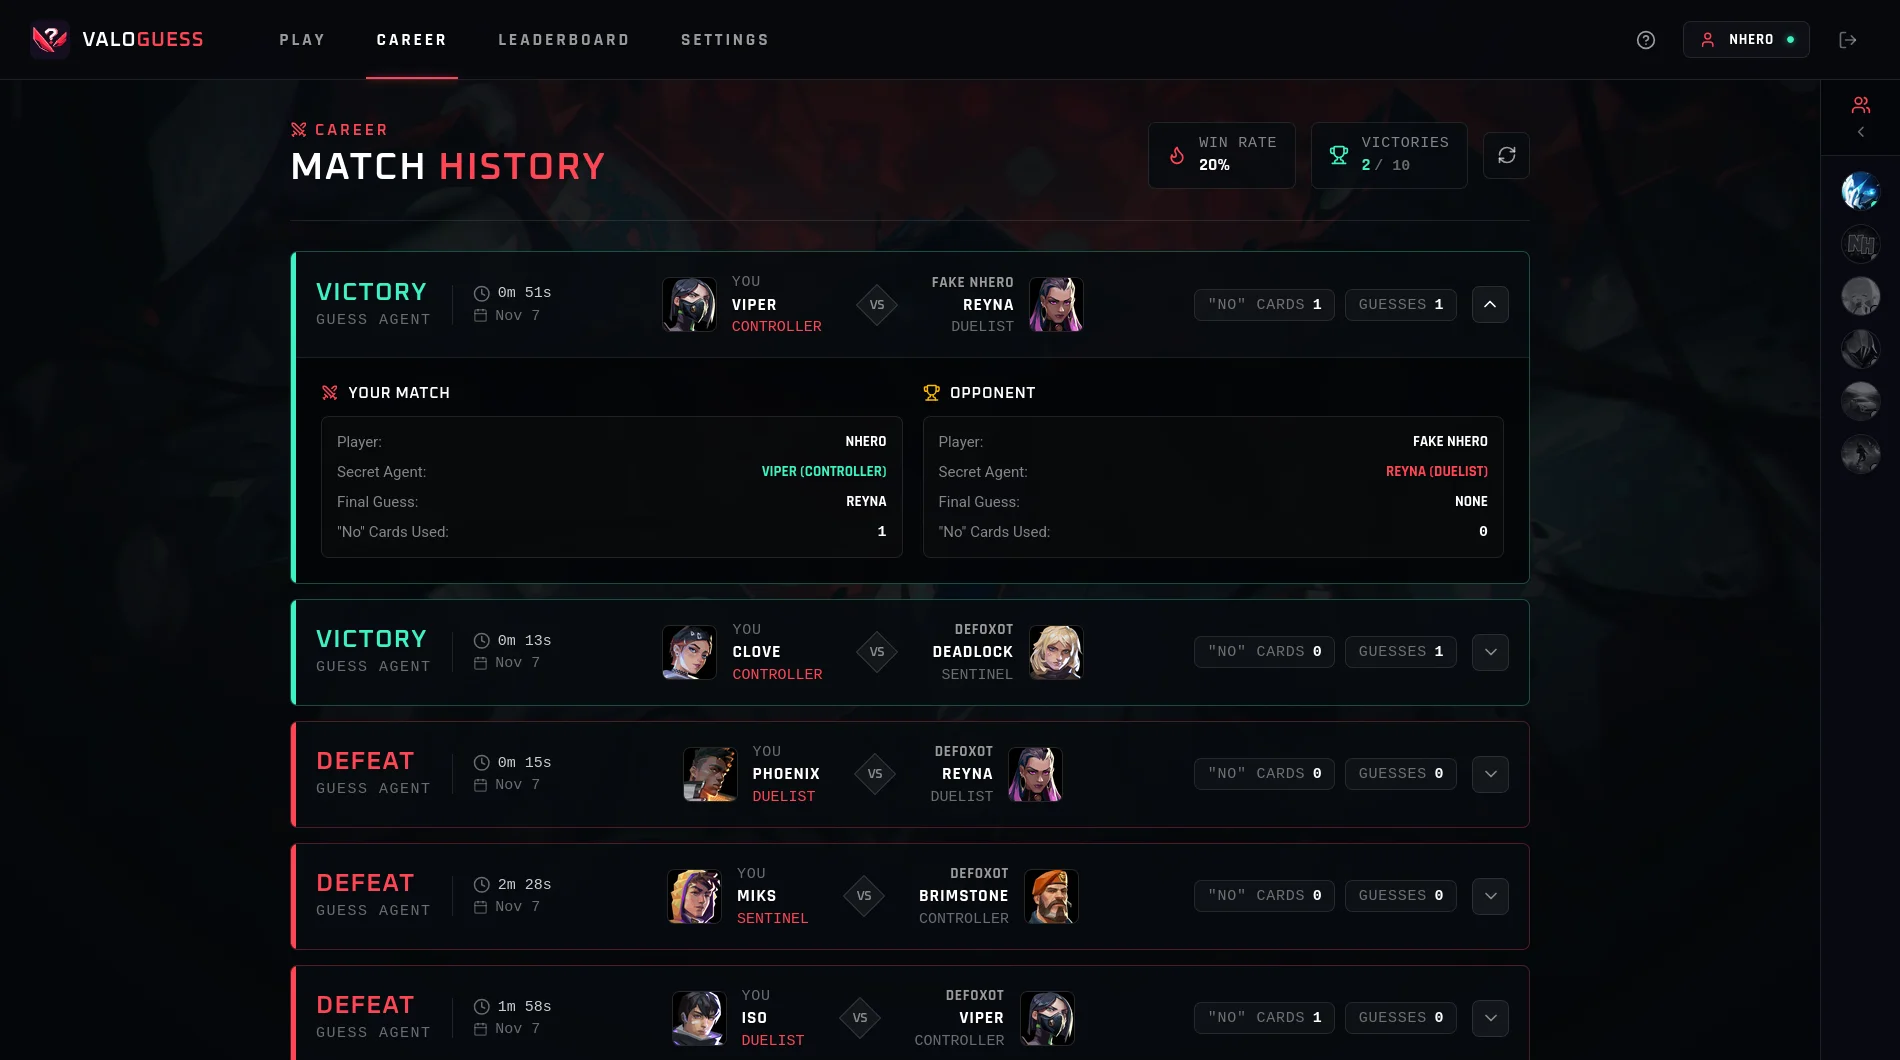 VALOGUESS
PLAY
CAREER
LEADERBOARD
SETTINGS
NHERO
CAREER
MATCH HISTORY
WIN RATE
20%
VICTORIES
2 / 10
NH
VICTORY
GUESS AGENT
0m 51s
Nov 7
YOU
VIPER
CONTROLLER
VS
FAKE NHERO
REYNA
DUELIST
"NO" CARDS 1
GUESSES 1
YOUR MATCH
Player: NHERO
Secret Agent: VIPER (CONTROLLER)
Final Guess: REYNA
"No" Cards Used: 1
OPPONENT
Player: FAKE NHERO
Secret Agent: REYNA (DUELIST)
Final Guess: NONE
"No" Cards Used: 0
VICTORY
GUESS AGENT
0m 13s
Nov 7
YOU
CLOVE
CONTROLLER
VS
DEFOXOT
DEADLOCK
SENTINEL
"NO" CARDS 0
GUESSES 1
DEFEAT
GUESS AGENT
0m 15s
Nov 7
YOU
PHOENIX
DUELIST
VS
DEFOXOT
REYNA
DUELIST
"NO" CARDS 0
GUESSES 0
DEFEAT
GUESS AGENT
2m 28s
Nov 7
YOU
MIKS
SENTINEL
VS
DEFOXOT
BRIMSTONE
CONTROLLER
"NO" CARDS 0
GUESSES 0
DEFEAT
GUESS AGENT
1m 58s
Nov 7
YOU
ISO
DUELIST
VS
DEFOXOT
VIPER
CONTROLLER
"NO" CARDS 1
GUESSES 0